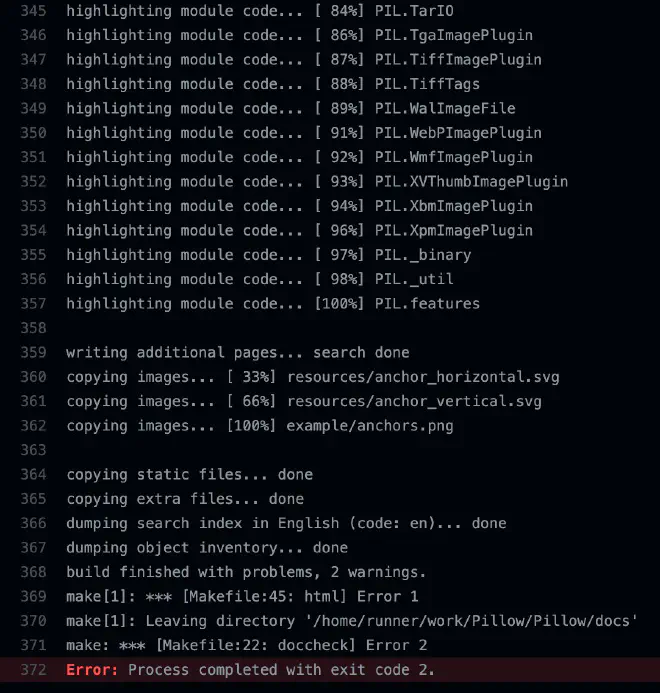 345 highlighting module code... [ 84%] PIL.TarIO
346 highlighting module code... [ 86%] PIL.TgaImagePlugin
347 highlighting module code... [ 87%] PIL.TiffImagePlugin
348 highlighting module code... [ 88%] PIL.TiffTags
349 highlighting module code... [ 89%] PIL.WalImageFile
350 highlighting module code... [ 91%] PIL.WebPImagePlugin
351 highlighting module code... [ 92%] PIL.WmfImagePlugin
352 highlighting module code... [ 93%] PIL.XVThumbImagePlugin
353 highlighting module code... [ 94%] PIL.XbmImagePlugin
354 highlighting module code... [ 96%] PIL.XpmImagePlugin
355 highlighting module code... [ 97%] PIL._binary
356 highlighting module code... [ 98%] PIL._util
357 highlighting module code... [100%] PIL.features
358
359 writing additional pages... search done
360 copying images... [ 33%] resources/anchor_horizontal.svg
361 copying images... [ 66%] resources/anchor_vertical.svg
362 copying images... [100%] example/anchors.png
363
364 copying static files... done
365 copying extra files... done
366 dumping search index in English (code: en)... done
367 dumping object inventory... done
368 build finished with problems, 2 warnings.
369 make[1]: *** [Makefile:45: html] Error 1
370 make[1]: Leaving directory '/home/runner/work/Pillow/Pillow/docs'
371 make: *** [Makefile:22: doccheck] Error 2
372 Error: Process completed with exit code 2.